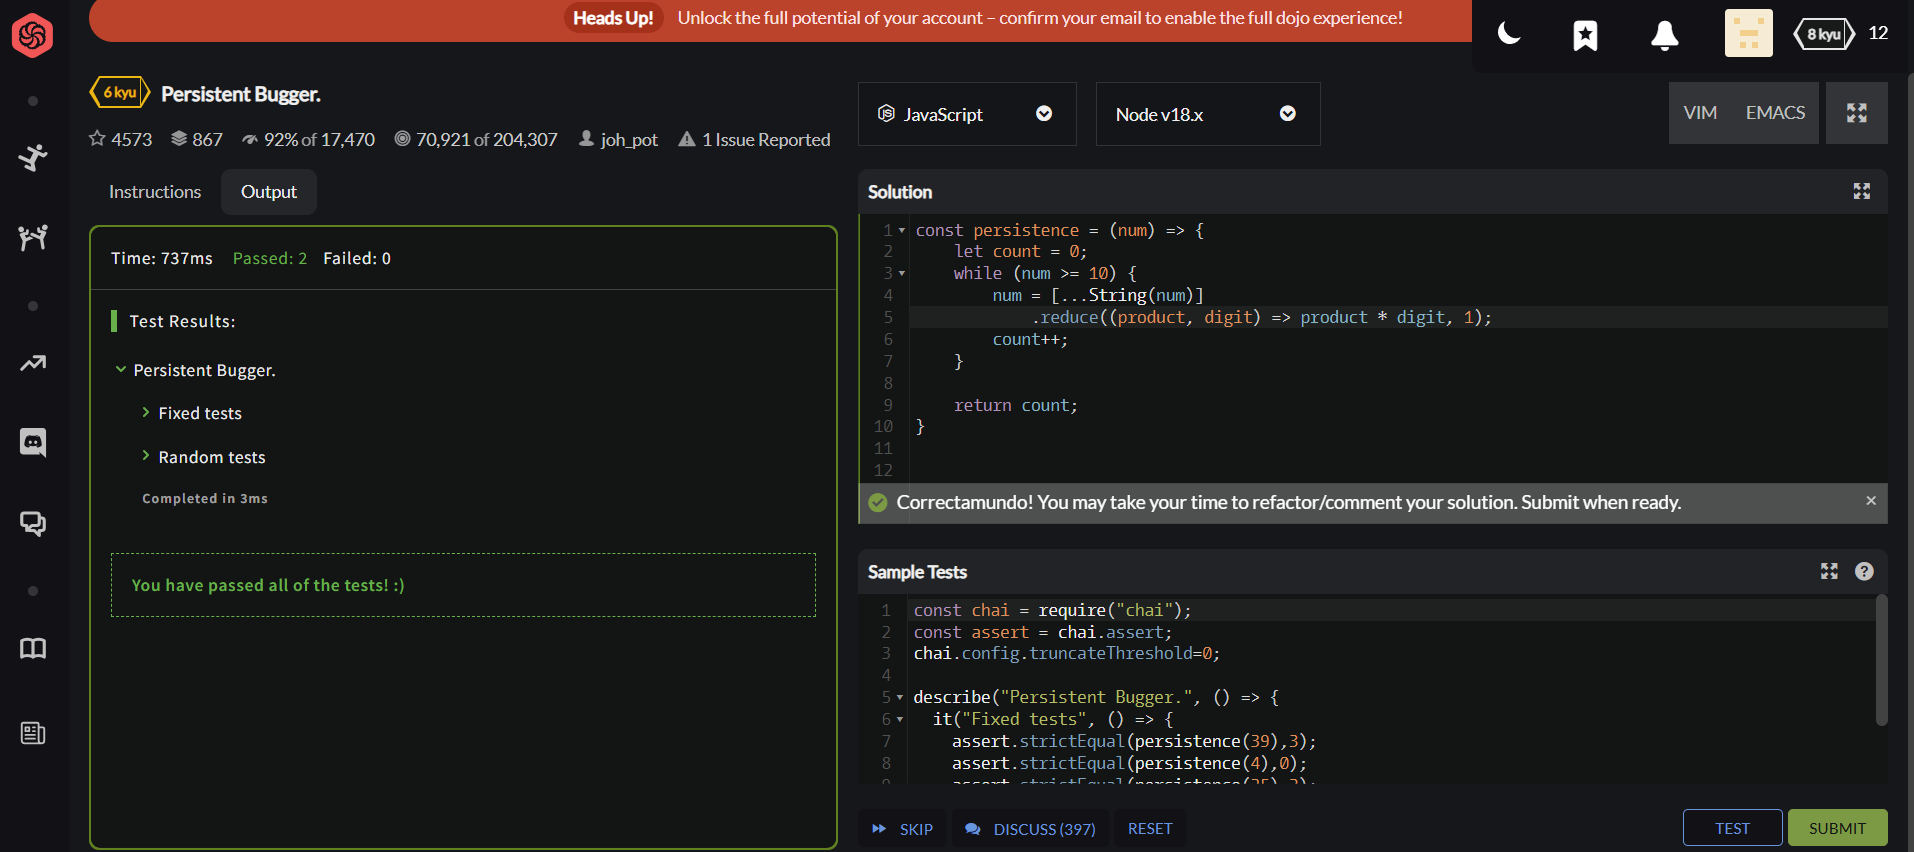 Heads Up! Unlock the full potential of your account – confirm your email to enable the full dojo experience!
8 kyu 12
6 kyu Persistent Bugger.
4573 867 92% of 17,470 70,921 of 204,307 joh_pot 1 Issue Reported
Instructions Output
Time: 737ms Passed: 2 Failed: 0
Test Results:
Persistent Bugger.
Fixed tests
Random tests
Completed in 3ms
You have passed all of the tests! :)
JavaScript Node v18.x VIM EMACS
Solution
1 const persistence = (num) => {
2 let count = 0;
3 while (num >= 10) {
4 num = [...String(num)]
5 .reduce((product, digit) => product * digit, 1);
6 count++;
7 }
8
9 return count;
10 }
11
12
Correctamundo! You may take your time to refactor/comment your solution. Submit when ready. ×
Sample Tests ?
1 const chai = require("chai");
2 const assert = chai.assert;
3 chai.config.truncateThreshold=0;
4
5 describe("Persistent Bugger.", () => {
6 it("Fixed tests", () => {
7 assert.strictEqual(persistence(39),3);
8 assert.strictEqual(persistence(4),0);
SKIP DISCUSS (397) RESET TEST SUBMIT